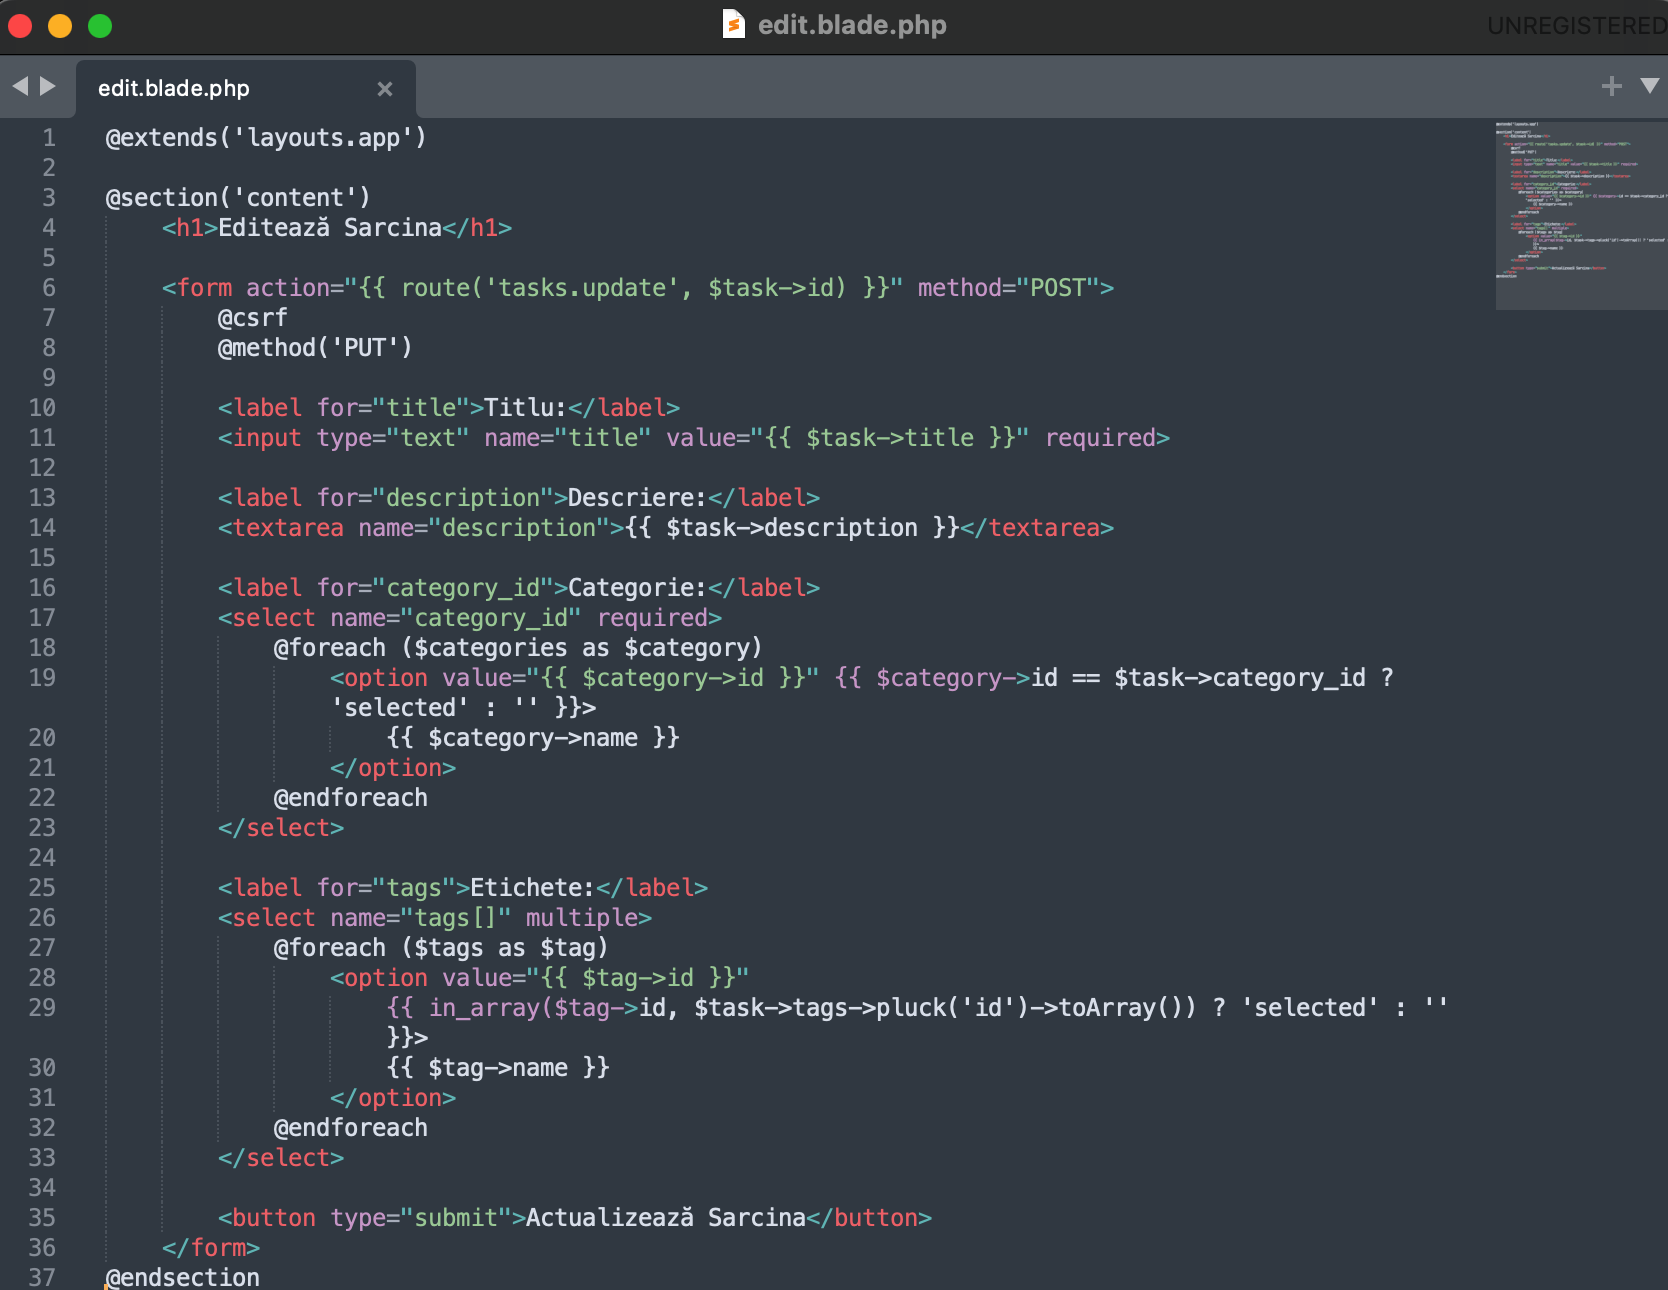 edit.blade.php
UNREGISTERED
edit.blade.php
1 @extends('layouts.app')
2
3 @section('content')
4 <h1>Editează Sarcina</h1>
5
6 <form action="{{ route('tasks.update', $task->id) }}" method="POST">
7 @csrf
8 @method('PUT')
9
10 <label for="title">Titlu:</label>
11 <input type="text" name="title" value="{{ $task->title }}" required>
12
13 <label for="description">Descriere:</label>
14 <textarea name="description">{{ $task->description }}</textarea>
15
16 <label for="category_id">Categorie:</label>
17 <select name="category_id" required>
18 @foreach ($categories as $category)
19 <option value="{{ $category->id }}" {{ $category->id == $task->category_id ?
'selected' : '' }}>
20 {{ $category->name }}
21 </option>
22 @endforeach
23 </select>
24
25 <label for="tags">Etichete:</label>
26 <select name="tags[]" multiple>
27 @foreach ($tags as $tag)
28 <option value="{{ $tag->id }}"
29 {{ in_array($tag->id, $task->tags->pluck('id')->toArray()) ? 'selected' : ''
}}>
30 {{ $tag->name }}
31 </option>
32 @endforeach
33 </select>
34
35 <button type="submit">Actualizează Sarcina</button>
36 </form>
37 @endsection